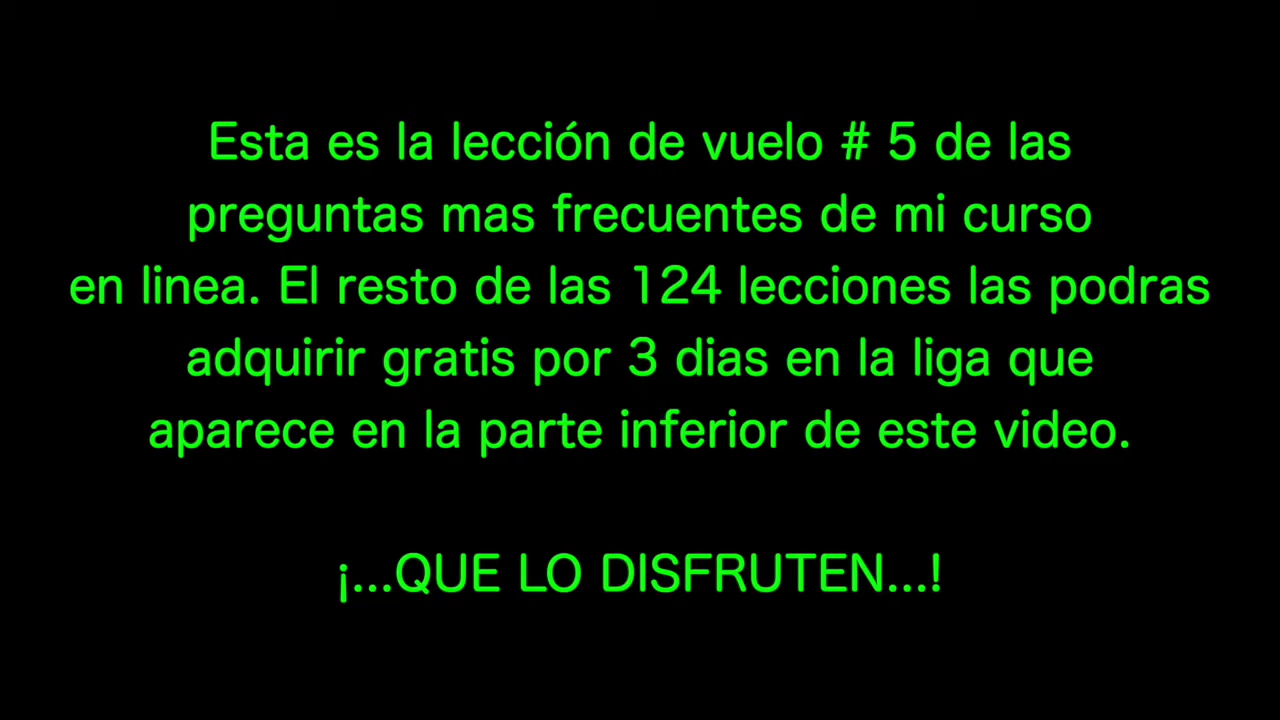 Esta es la lección de vuelo # 5 de las
preguntas mas frecuentes de mi curso
en linea. El resto de las 124 lecciones las podras
adquirir gratis por 3 dias en la liga que
aparece en la parte inferior de este video.
¡...QUE LO DISFRUTEN...!